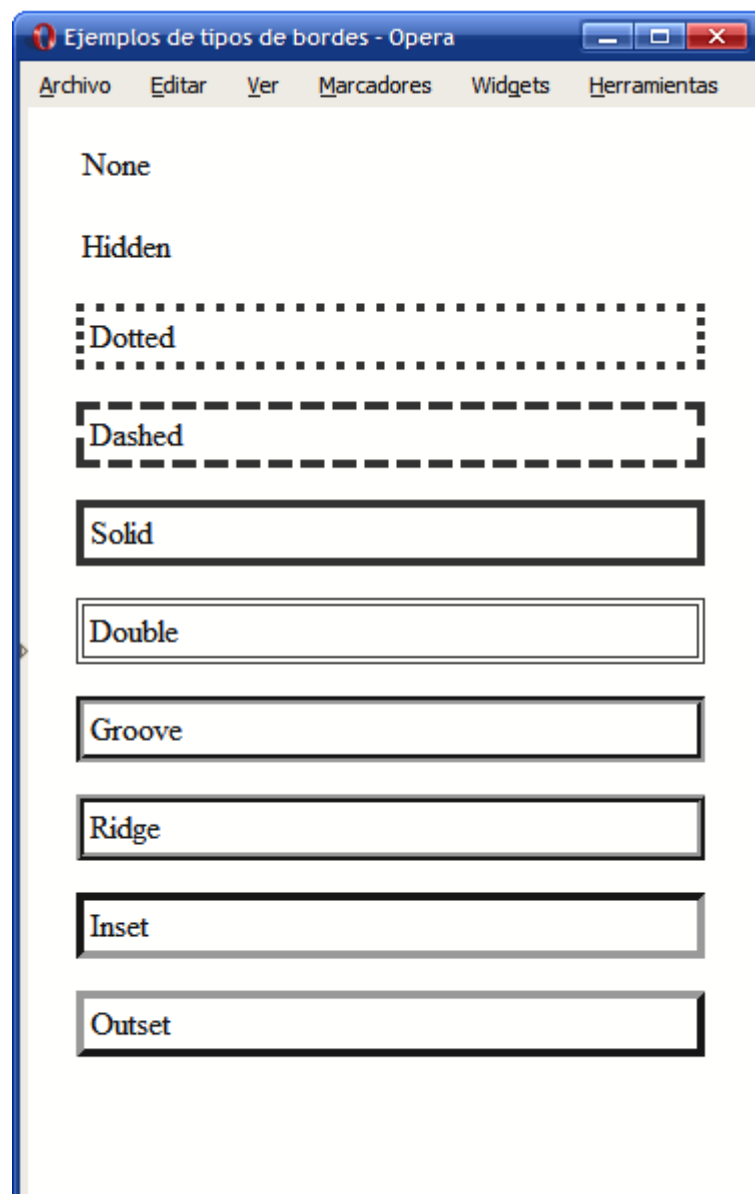 Ejemplos de tipos de bordes - Opera
Archivo Editar Ver Marcadores Widgets Herramientas
None
Hidden
Dotted
Dashed
Solid
Double
Groove
Ridge
Inset
Outset